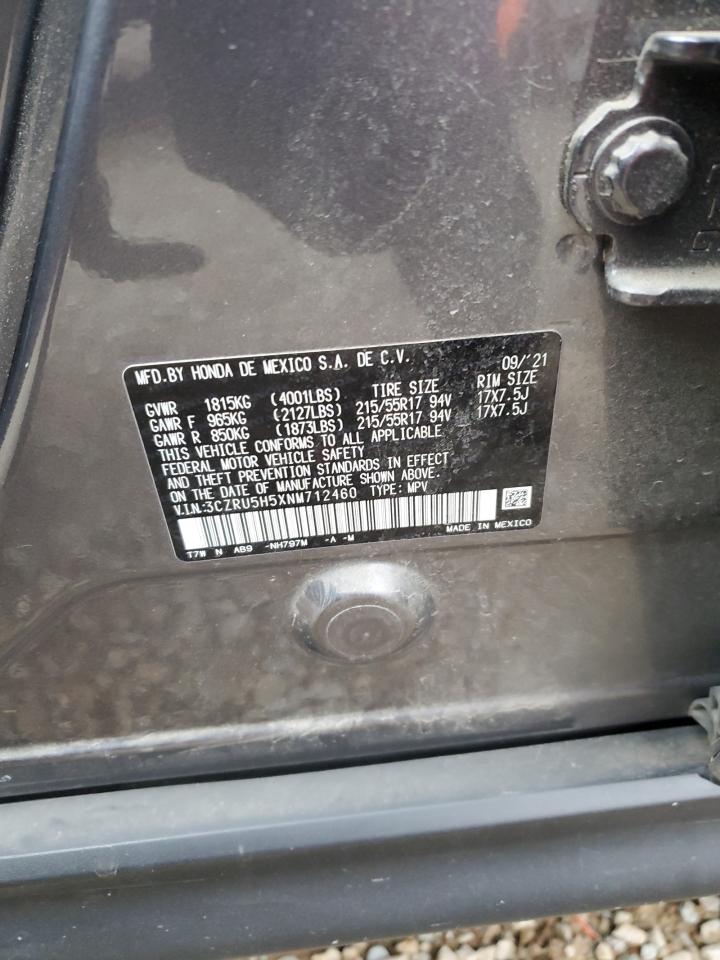 MFD.BY HONDA DE MEXICO S.A. DE C.V. 09/'21
GVWR 1815KG (4001LBS) TIRE SIZE RIM SIZE
GAWR F 965KG (2127LBS) 215/55R17 94V 17X7.5J
GAWR R 850KG (1873LBS) 215/55R17 94V 17X7.5J
THIS VEHICLE CONFORMS TO ALL APPLICABLE
FEDERAL MOTOR VEHICLE SAFETY
AND THEFT PREVENTION STANDARDS IN EFFECT
ON THE DATE OF MANUFACTURE SHOWN ABOVE.
V.I.N.3CZRU5H5XNM712460 TYPE: MPV
T7W N AB9 -NH797M -A -M MADE IN MEXICO